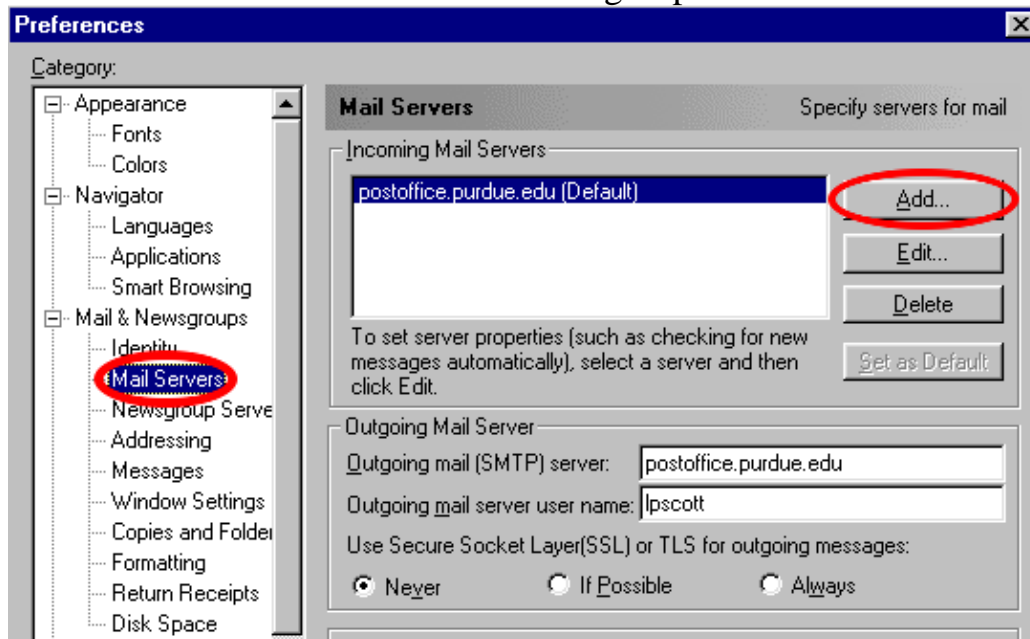 Preferences
Category:
Appearance
Fonts
Colors
Navigator
Languages
Applications
Smart Browsing
Mail & Newsgroups
Identity
Mail Servers
Newsgroup Serve
Addressing
Messages
Window Settings
Copies and Folder
Formatting
Return Receipts
Disk Space
Mail Servers Specify servers for mail
Incoming Mail Servers
postoffice.purdue.edu (Default)
Add...
Edit...
Delete
Set as Default
To set server properties (such as checking for new
messages automatically), select a server and then
click Edit.
Outgoing Mail Server
Outgoing mail (SMTP) server: postoffice.purdue.edu
Outgoing mail server user name: lpscott
Use Secure Socket Layer(SSL) or TLS for outgoing messages:
Never If Possible Always